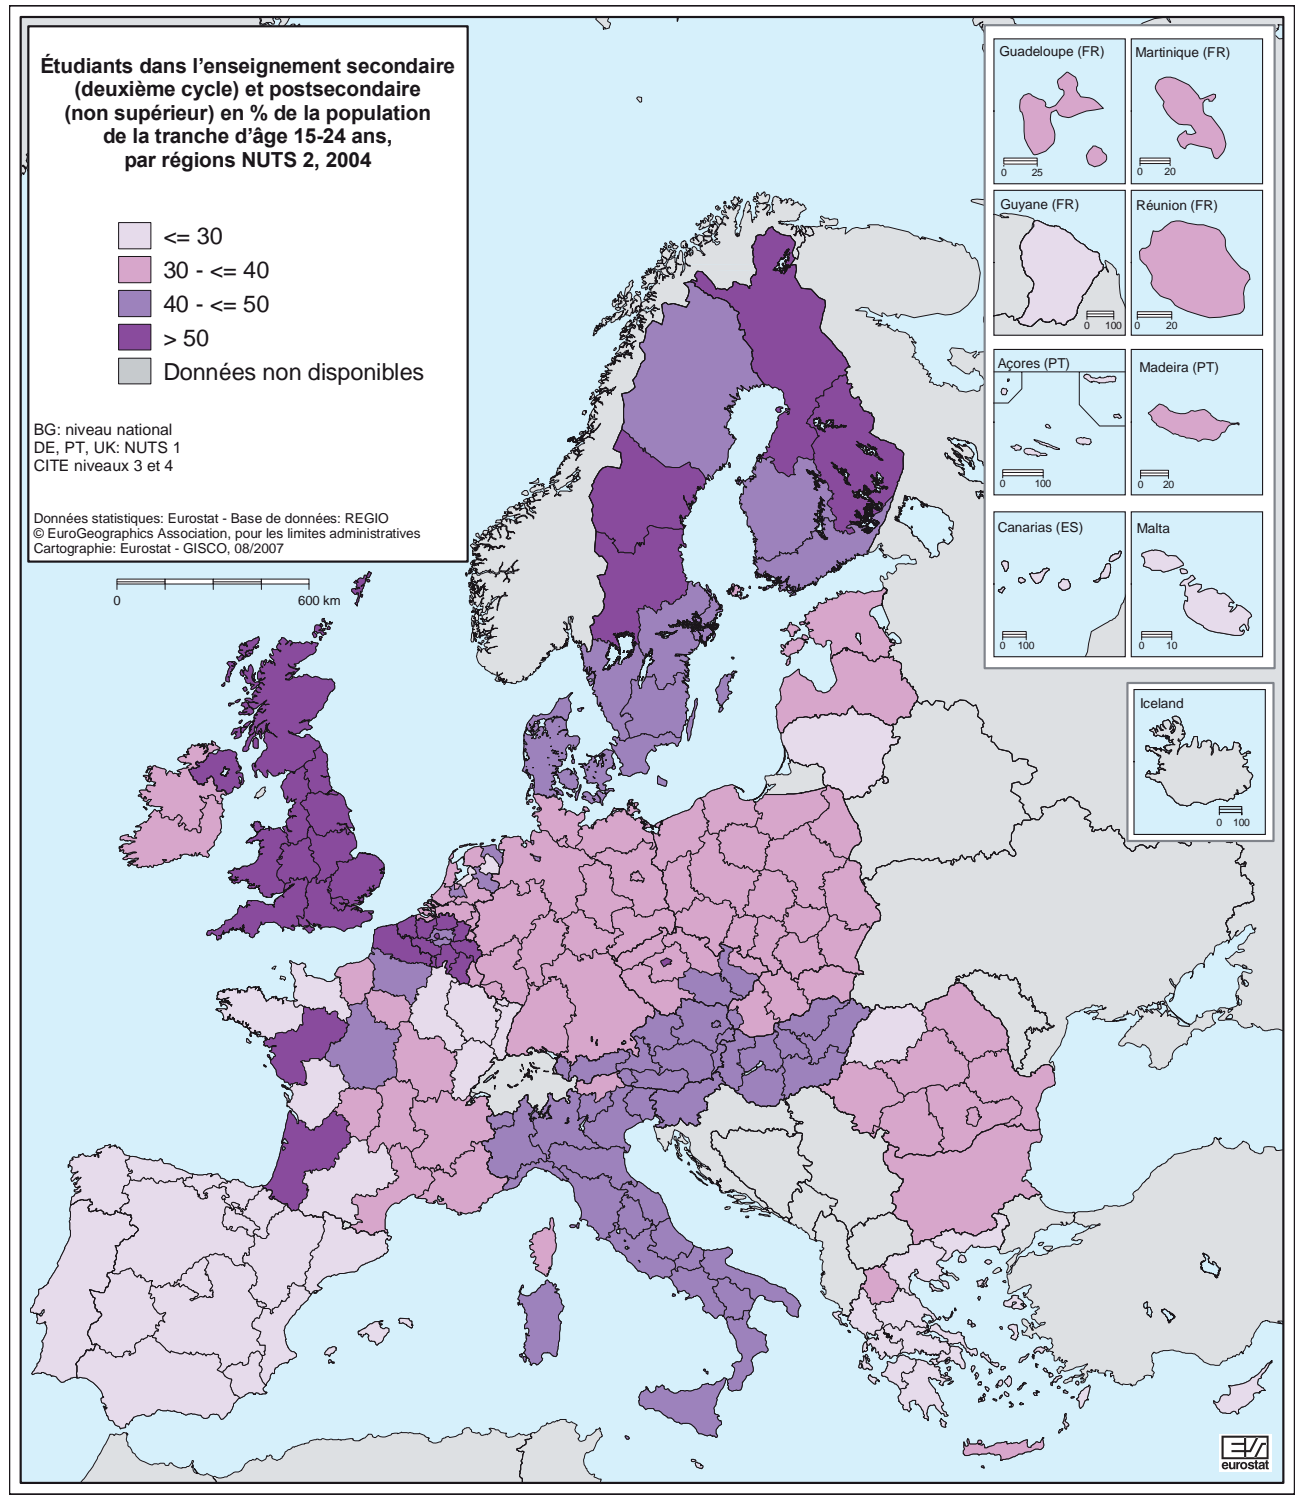 Étudiants dans l'enseignement secondaire
(deuxième cycle) et postsecondaire
(non supérieur) en % de la population
de la tranche d'âge 15-24 ans,
par régions NUTS 2, 2004
<= 30
30 - <= 40
40 - <= 50
> 50
Données non disponibles
BG: niveau national
DE, PT, UK: NUTS 1
CITE niveaux 3 et 4
Données statistiques: Eurostat - Base de données: REGIO
© EuroGeographics Association, pour les limites administratives
Cartographie: Eurostat - GISCO, 08/2007
0 600 km
Guadeloupe (FR)
0 25
Martinique (FR)
0 20
Guyane (FR)
0 100
Réunion (FR)
0 20
Açores (PT)
0 100
Madeira (PT)
0 20
Canarias (ES)
0 100
Malta
0 10
Iceland
0 100
eurostat